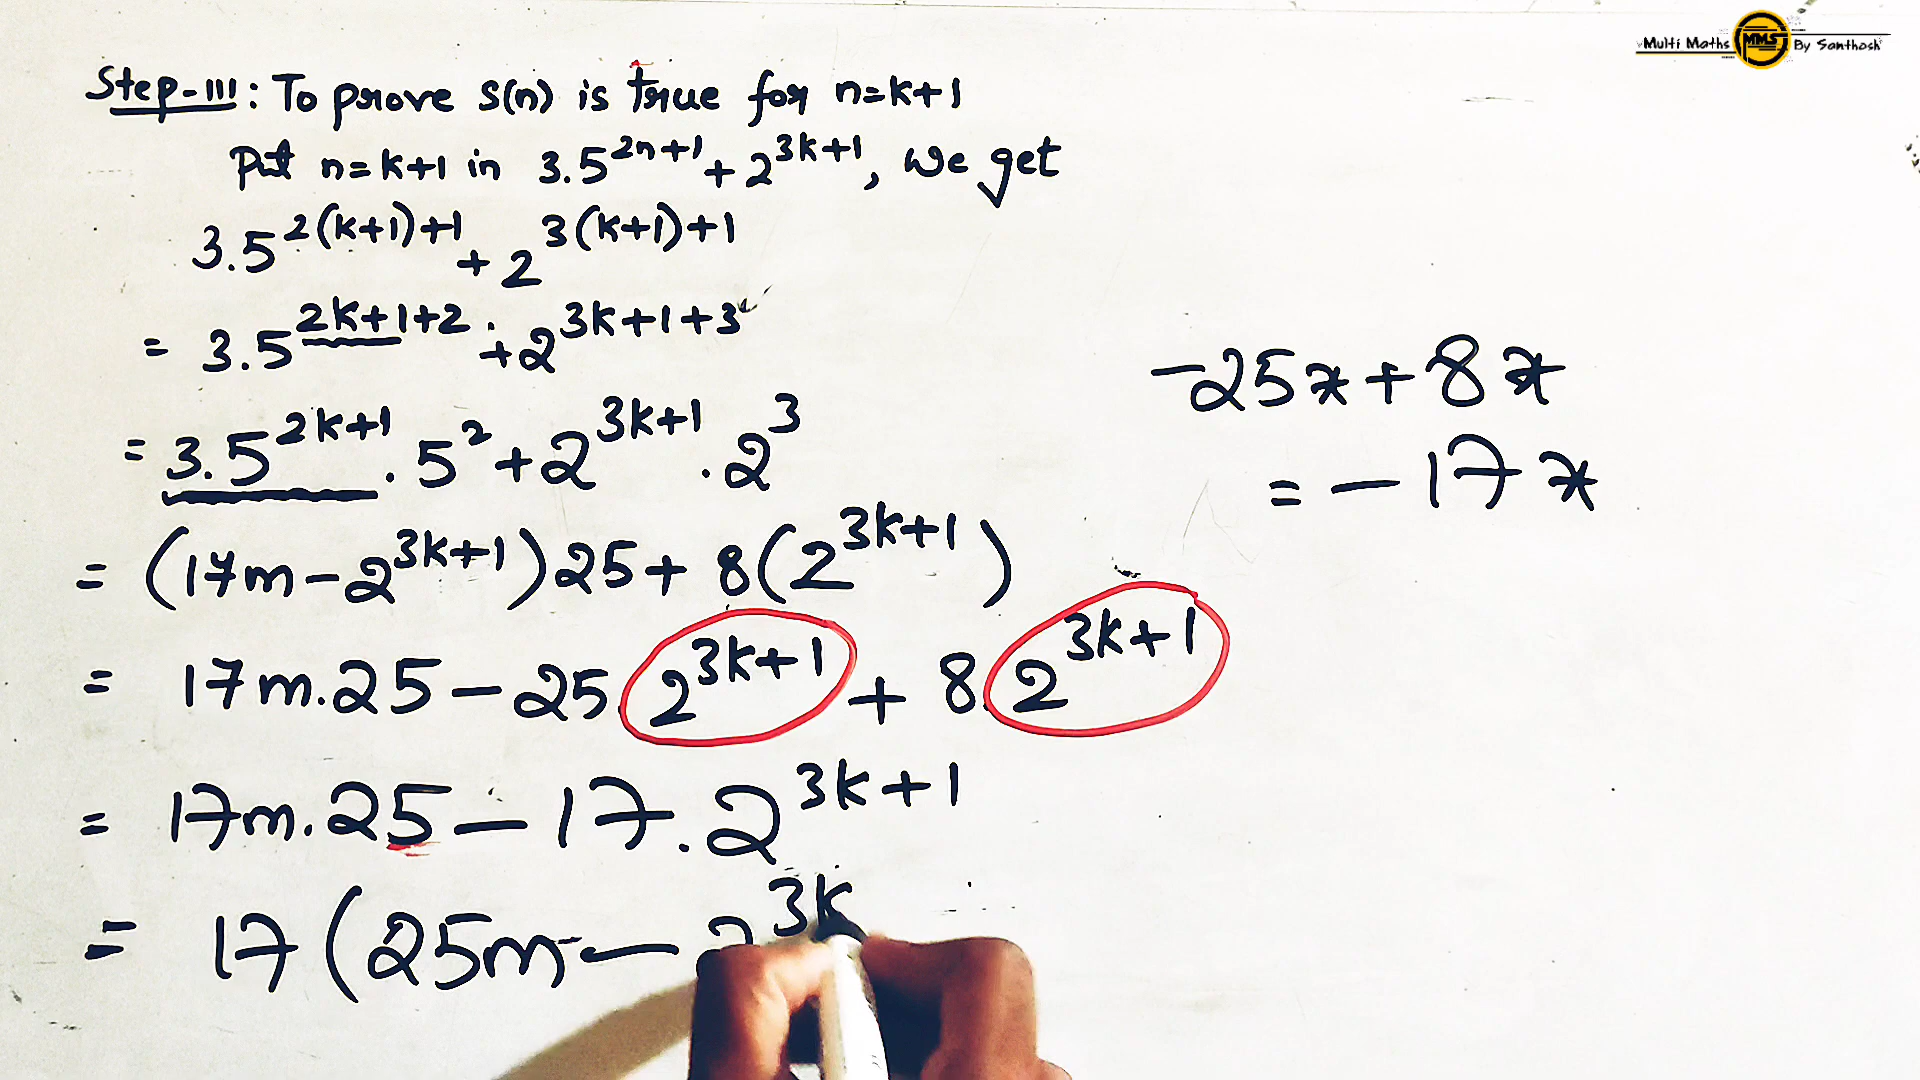 Multi Maths MMS By Santhosh
Step-III: To prove s(n) is true for n=k+1
Put n=k+1 in 3.5^{2n+1}+2^{3k+1}, we get
3.5^{2(k+1)+1}+2^{3(k+1)+1}
= 3.5^{2k+1+2}+2^{3k+1+3}
= 3.5^{2k+1}.5^2+2^{3k+1}.2^3
= (17m-2^{3k+1})25+8(2^{3k+1})
= 17m.25-25.2^{3k+1}+8.2^{3k+1}
= 17m.25-17.2^{3k+1}
= 17(25m-2^{3k
-25x+8x
=-17x